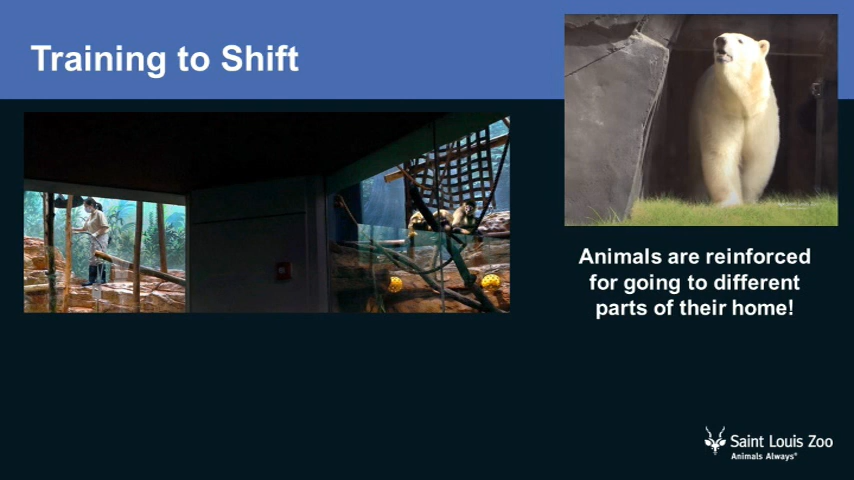 Training to Shift
Animals are reinforced
for going to different
parts of their home!
Saint Louis Zoo
Animals Always®